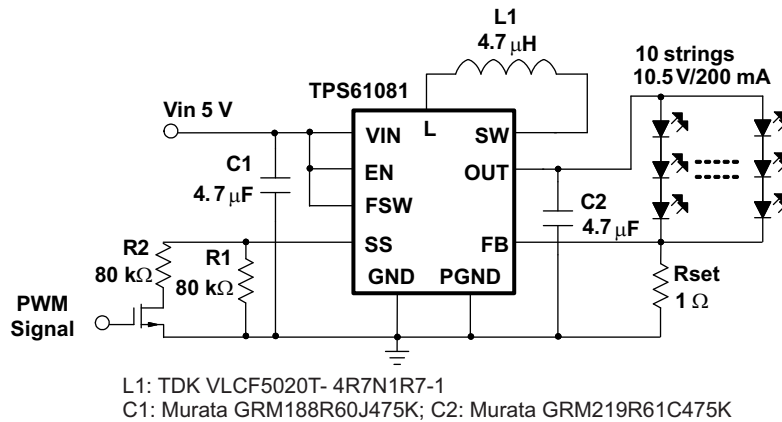 L1
4.7 μH
10 strings
10.5 V/200 mA
TPS61081
Vin 5 V
VIN
L
SW
EN
OUT
FSW
C1
4.7 μF
C2
4.7 μF
SS
FB
R2
80 kΩ
R1
80 kΩ
GND
PGND
Rset
1 Ω
PWM
Signal
L1: TDK VLCF5020T- 4R7N1R7-1
C1: Murata GRM188R60J475K; C2: Murata GRM219R61C475K